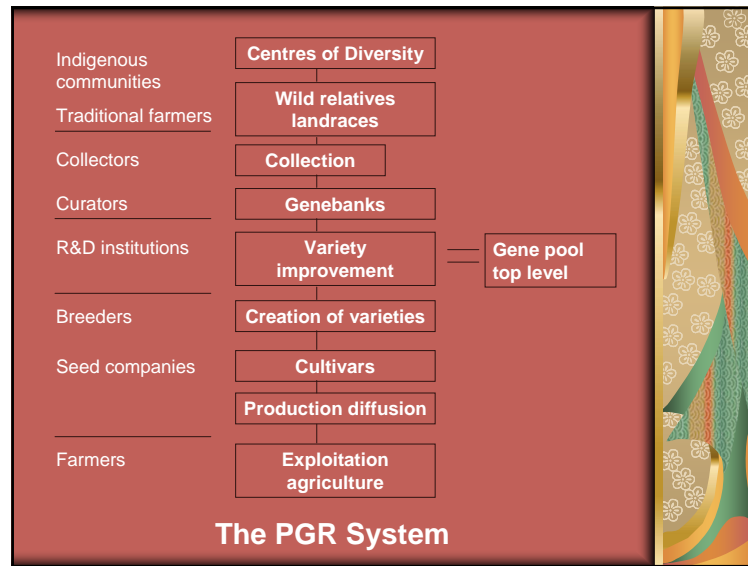 Indigenous
communities
Traditional farmers
Collectors
Curators
R&D institutions
Breeders
Seed companies
Farmers
Centres of Diversity
Wild relatives
landraces
Collection
Genebanks
Variety
improvement
Gene pool
top level
Creation of varieties
Cultivars
Production diffusion
Exploitation
agriculture
The PGR System